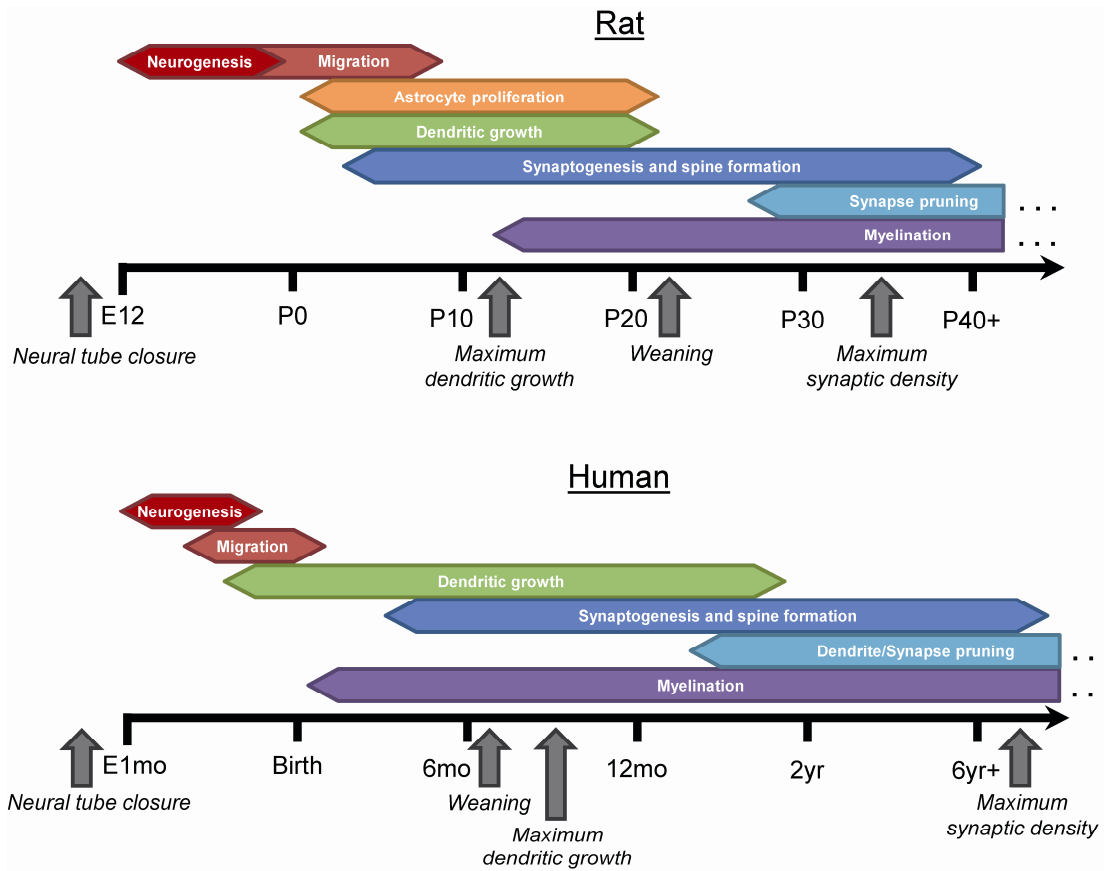 Rat
Neurogenesis
Migration
Astrocyte proliferation
Dendritic growth
Synaptogenesis and spine formation
Synapse pruning
. . .
Myelination
. . .
E12
P0
P10
P20
P30
P40+
Neural tube closure
Maximum
dendritic growth
Weaning
Maximum
synaptic density
Human
Neurogenesis
Migration
Dendritic growth
Synaptogenesis and spine formation
Dendrite/Synapse pruning
. .
Myelination
. .
E1mo
Birth
6mo
12mo
2yr
6yr+
Neural tube closure
Weaning
Maximum
dendritic growth
Maximum
synaptic density